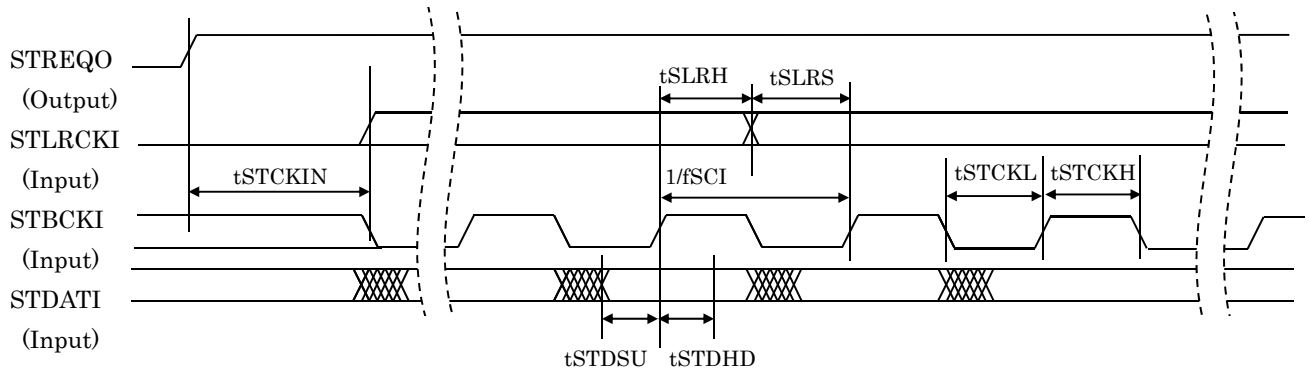 STREQO
(Output)
tSLRH
tSLRS
STLRCKI
(Input)
tSTCKIN
1/fSCI
tSTCKL
tSTCKH
STBCKI
(Input)
STDATI
(Input)
tSTDSU
tSTDHD